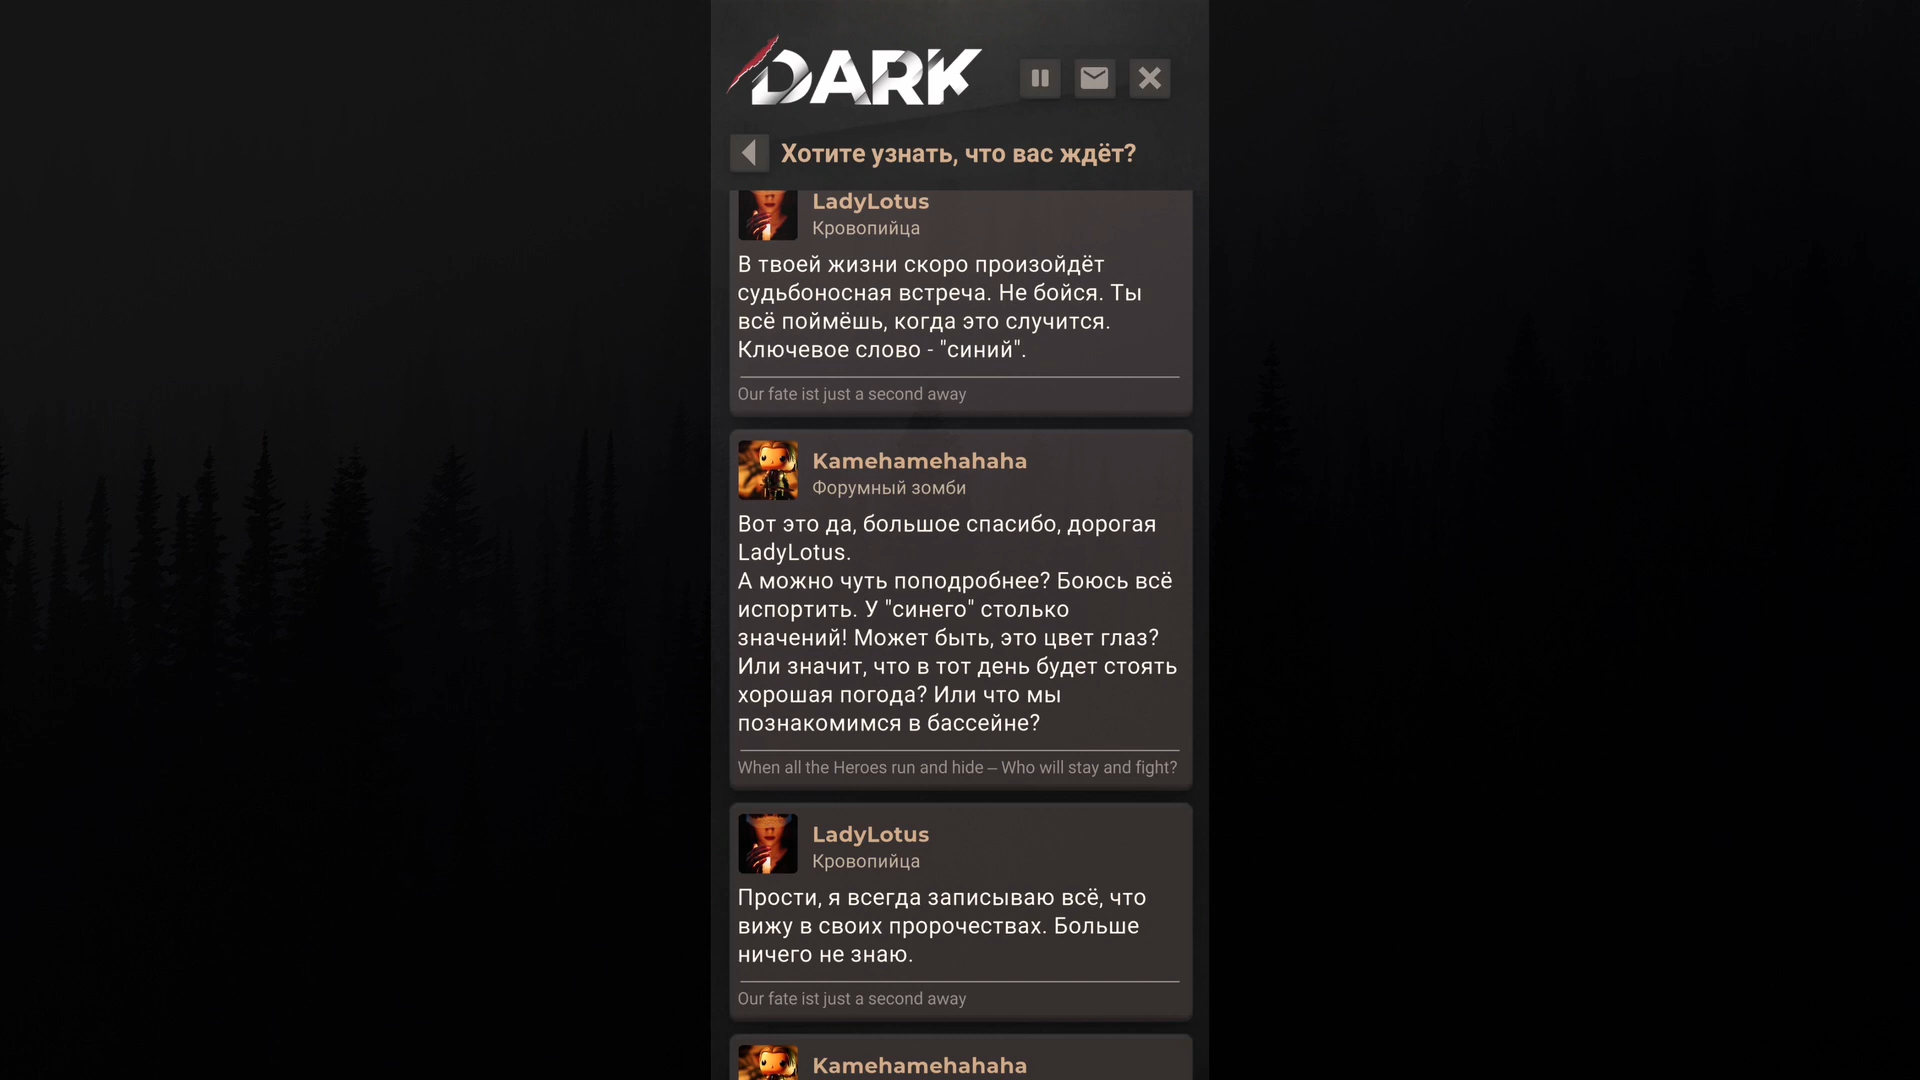 DARK
Хотите узнать, что вас ждёт?
LadyLotus
Кровопийца
В твоей жизни скоро произойдёт
судьбоносная встреча. Не бойся. Ты
всё поймёшь, когда это случится.
Ключевое слово - "синий".
Our fate ist just a second away
Kamehamehahaha
Форумный зомби
Вот это да, большое спасибо, дорогая
LadyLotus.
А можно чуть поподробнее? Боюсь всё
испортить. У "синего" столько
значений! Может быть, это цвет глаз?
Или значит, что в тот день будет стоять
хорошая погода? Или что мы
познакомимся в бассейне?
When all the Heroes run and hide – Who will stay and fight?
LadyLotus
Кровопийца
Прости, я всегда записываю всё, что
вижу в своих пророчествах. Больше
ничего не знаю.
Our fate ist just a second away
Kamehamehahaha